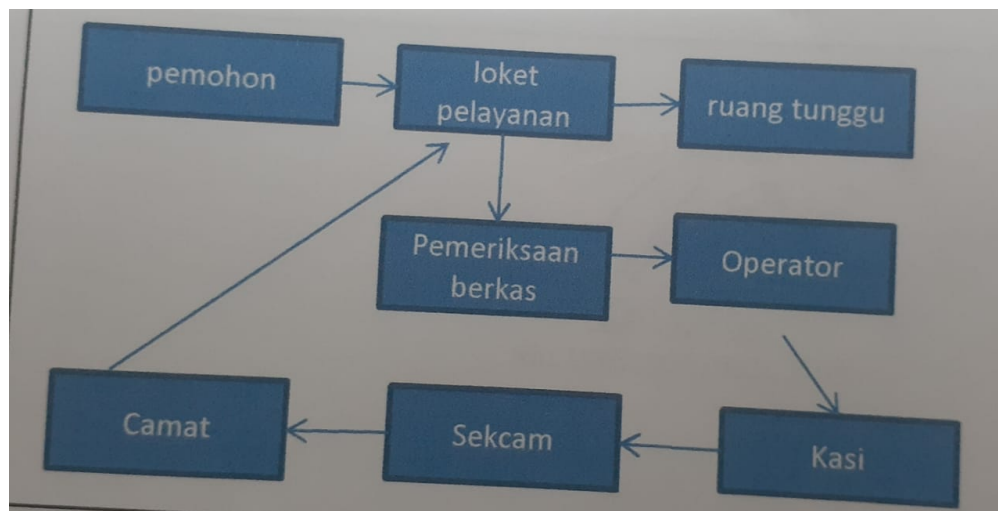 pemohon
loket
pelayanan
ruang tunggu
Pemeriksaan
berkas
Operator
Camat
Sekcam
Kasi